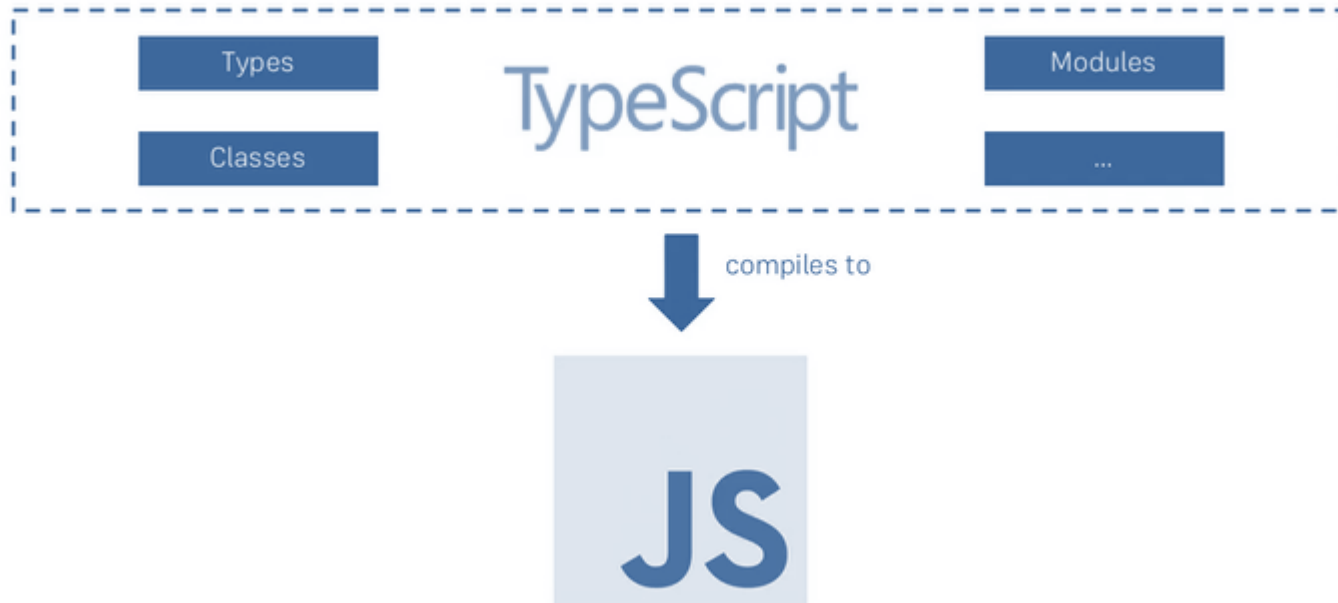 Types
TypeScript
Modules
Classes
...
compiles to
JS